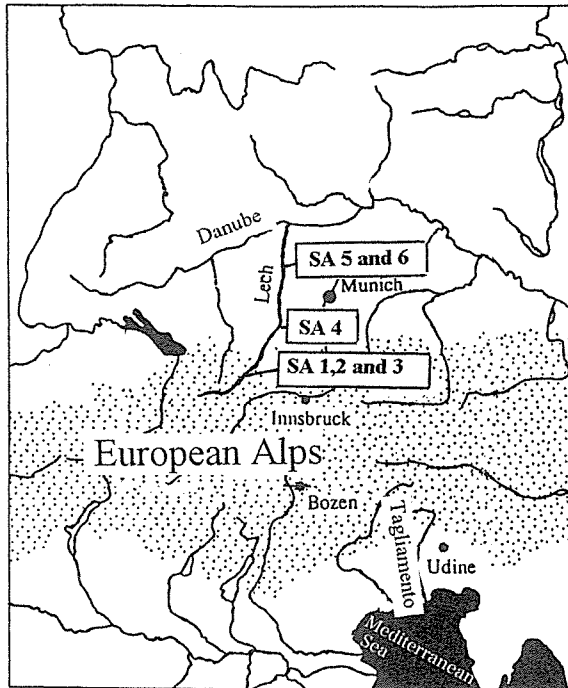 Danube
Lech
SA 5 and 6
Munich
SA 4
SA 1,2 and 3
Innsbruck
European Alps
Bozen
Tagliamento
Udine
Mediterranean
Sea